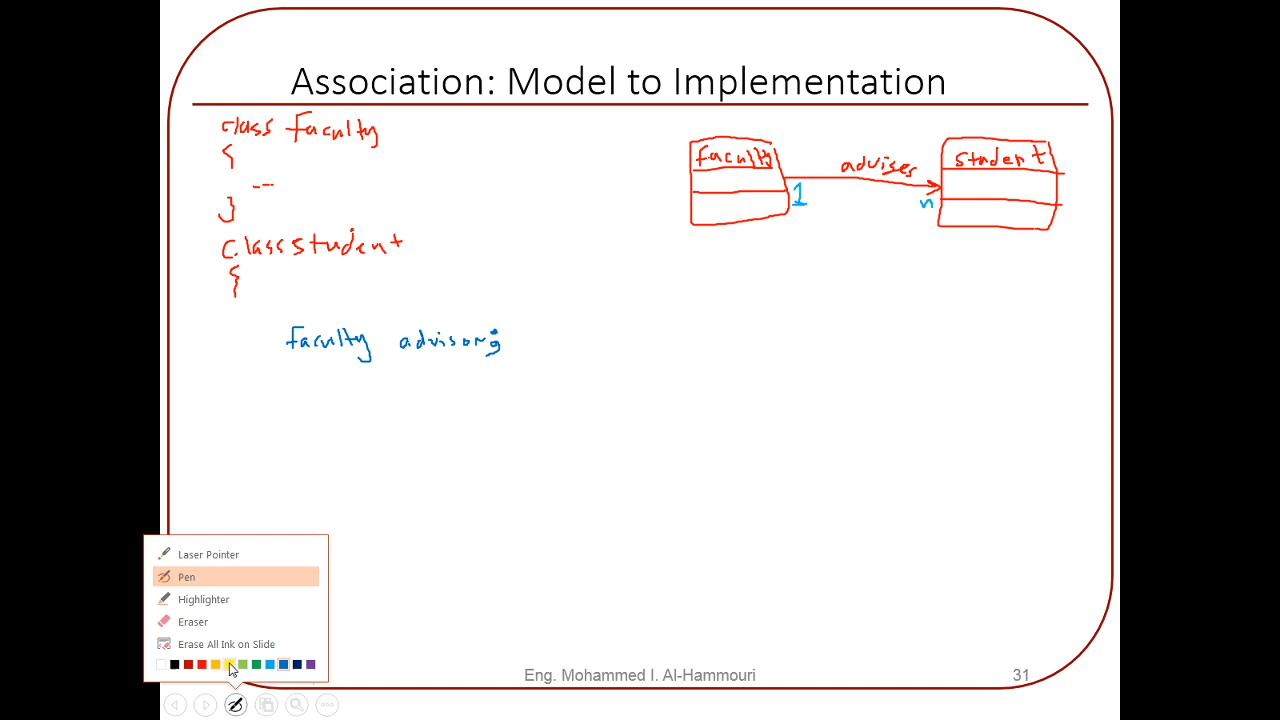 Association: Model to Implementation
class faculty
{
---
}
class student
{
faculty advisor;
faculty
advises
student
1
n
Laser Pointer
Pen
Highlighter
Eraser
Erase All Ink on Slide
Eng. Mohammed I. Al-Hammouri
31